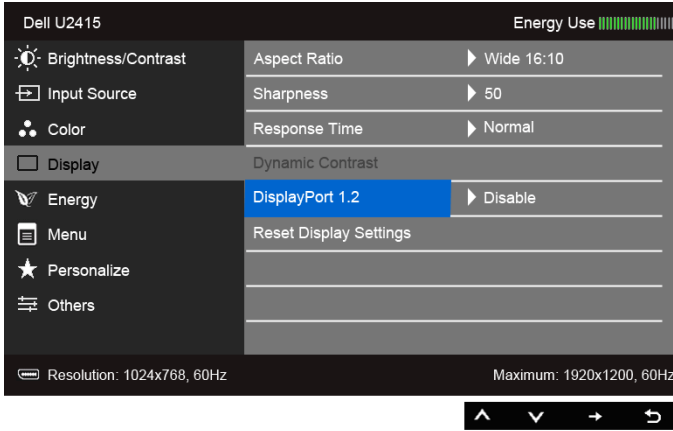 Dell U2415 Energy Use
Brightness/Contrast Aspect Ratio Wide 16:10
Input Source Sharpness 50
Color Response Time Normal
Display Dynamic Contrast
Energy DisplayPort 1.2 Disable
Menu Reset Display Settings
Personalize
Others
Resolution: 1024x768, 60Hz Maximum: 1920x1200, 60Hz